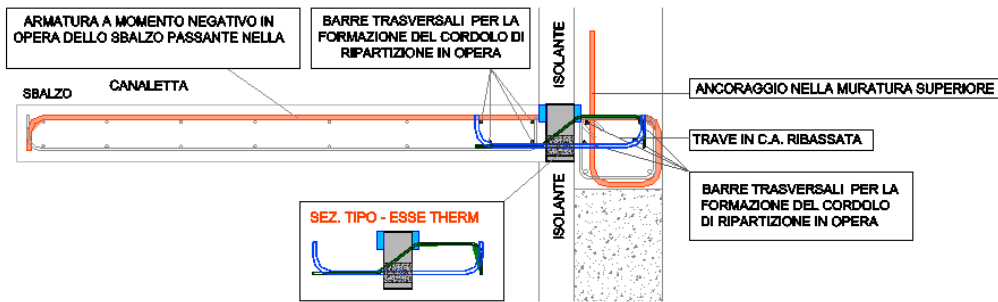 ARMATURA A MOMENTO NEGATIVO IN
OPERA DELLO SBALZO PASSANTE NELLA
BARRE TRASVERSALI PER LA
FORMAZIONE DEL CORDOLO DI
RIPARTIZIONE IN OPERA
ISOLANTE
SBALZO
CANALETTA
ANCORAGGIO NELLA MURATURA SUPERIORE
TRAVE IN C.A. RIBASSATA
BARRE TRASVERSALI PER LA
FORMAZIONE DEL CORDOLO
DI RIPARTIZIONE IN OPERA
ISOLANTE
SEZ. TIPO - ESSE THERM